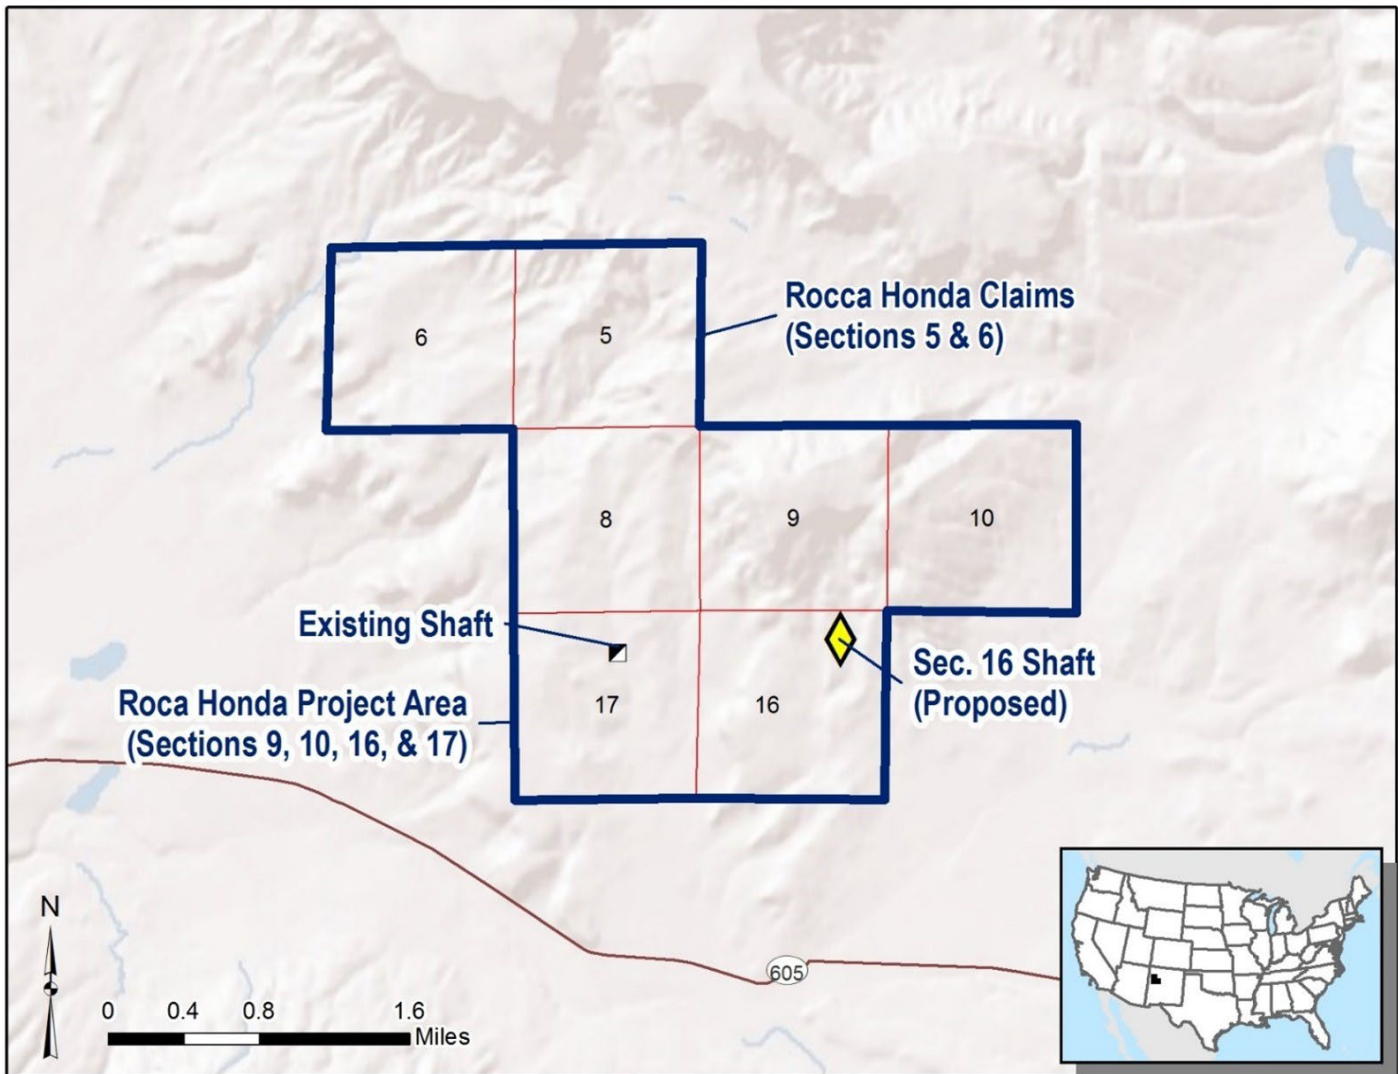 Rocca Honda Claims
(Sections 5 & 6)
6
5
8
9
10
Existing Shaft
Sec. 16 Shaft
(Proposed)
17
16
Roca Honda Project Area
(Sections 9, 10, 16, & 17)
605
N
0 0.4 0.8 1.6
Miles